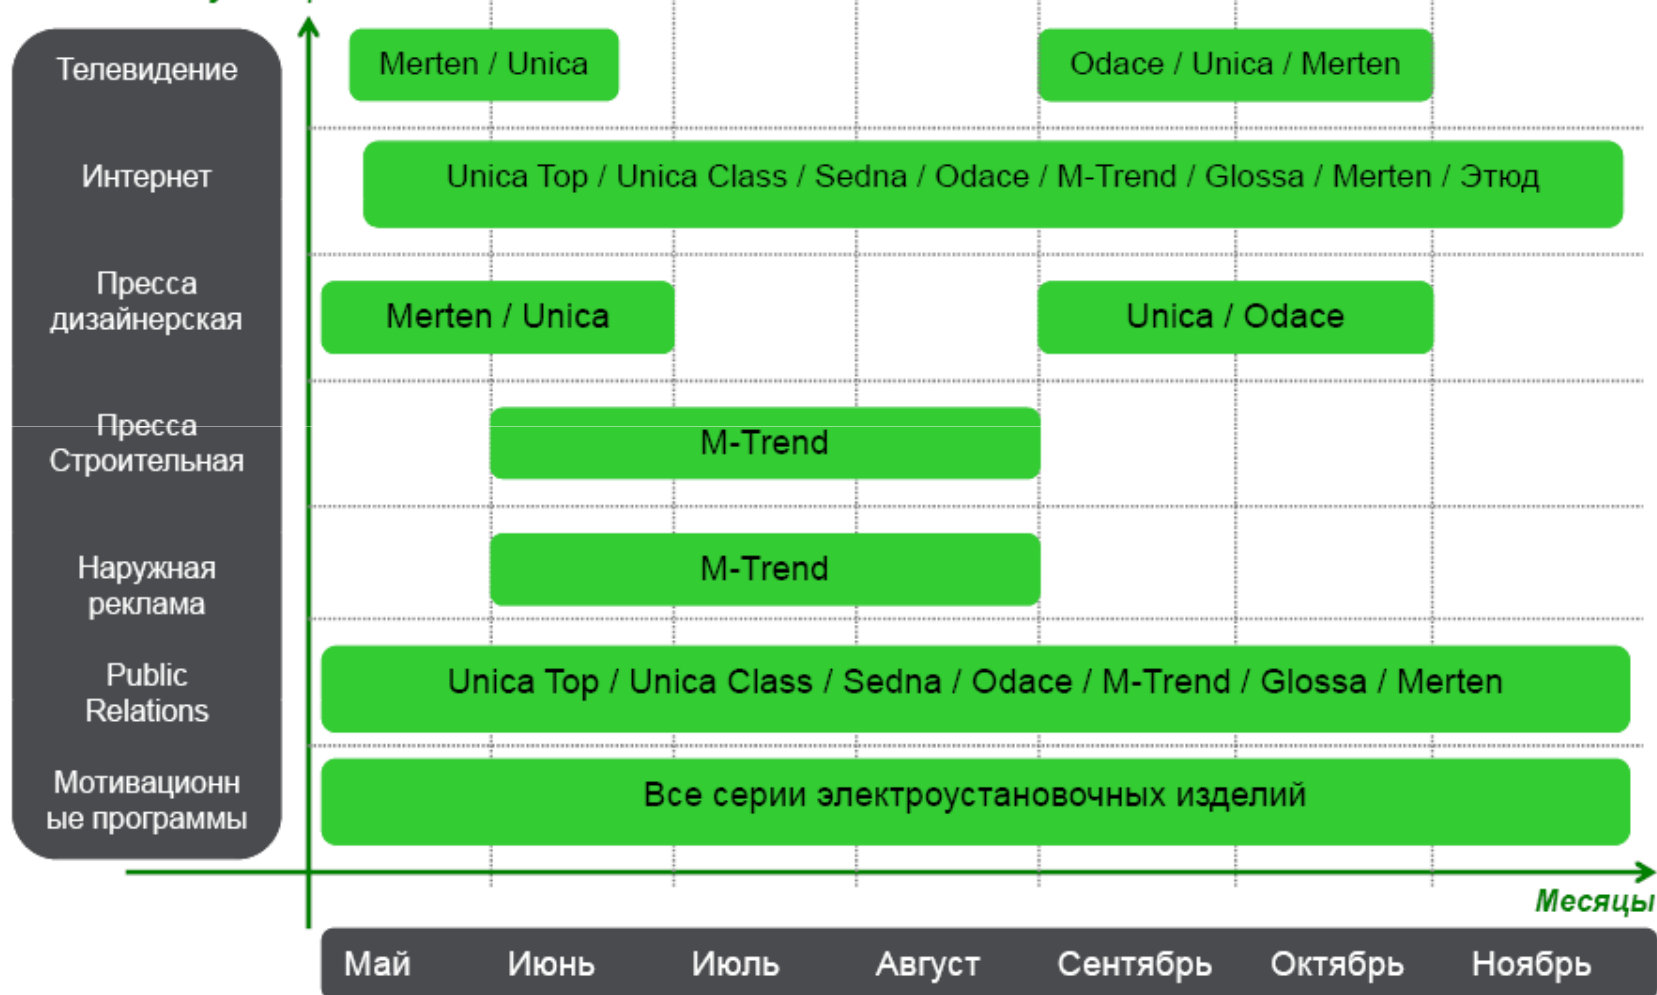 Телевидение
Merten / Unica
Odace / Unica / Merten
Интернет
Unica Top / Unica Class / Sedna / Odace / M-Trend / Glossa / Merten / Этюд
Пресса
дизайнерская
Merten / Unica
Unica / Odace
Пресса
Строительная
M-Trend
Наружная
реклама
M-Trend
Public
Relations
Unica Top / Unica Class / Sedna / Odace / M-Trend / Glossa / Merten
Мотивационн
ые программы
Все серии электроустановочных изделий
Месяцы
Май Июнь Июль Август Сентябрь Октябрь Ноябрь